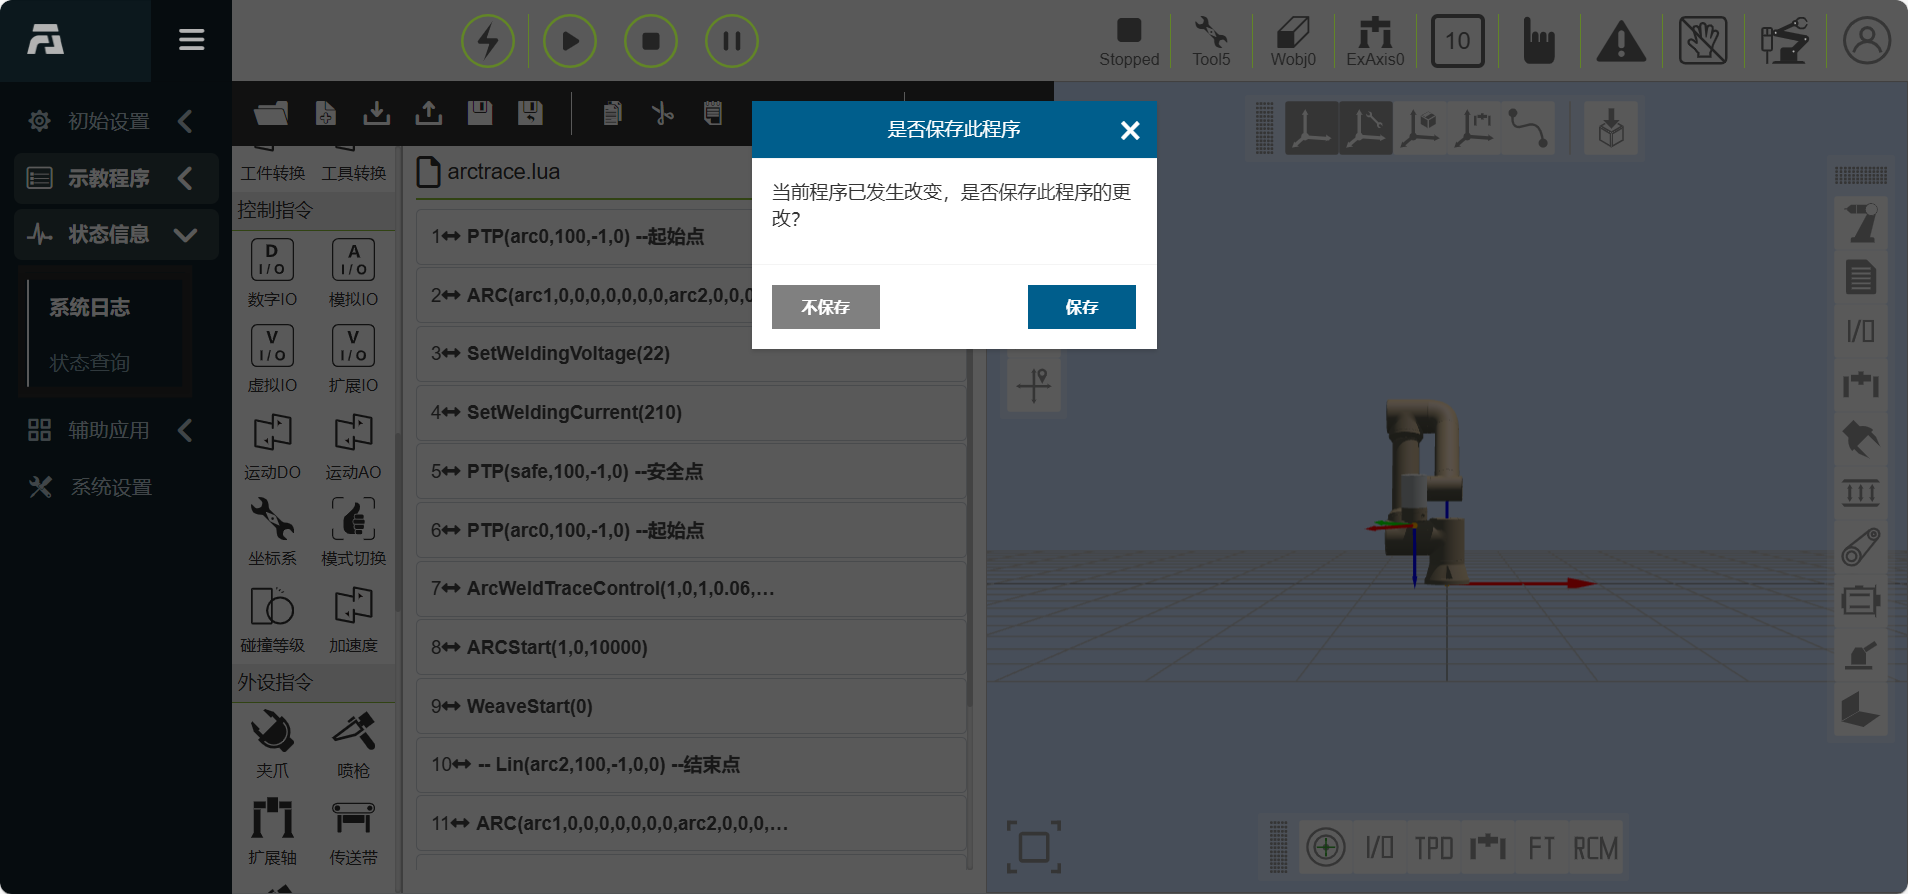 Stopped
Tool5
Wobj0
ExAxis0
10
初始设置
示教程序
状态信息
系统日志
状态查询
辅助应用
系统设置
工件转换
工具转换
控制指令
D
I/O
数字IO
A
I/O
模拟IO
V
I/O
虚拟IO
V
I/O
扩展IO
运动DO
运动AO
坐标系
模式切换
碰撞等级
加速度
外设指令
夹爪
喷枪
扩展轴
传送带
arctrace.lua
1 PTP(arc0,100,-1,0) --起始点
2 ARC(arc1,0,0,0,0,0,0,0,arc2,0,0,0
3 SetWeldingVoltage(22)
4 SetWeldingCurrent(210)
5 PTP(safe,100,-1,0) --安全点
6 PTP(arc0,100,-1,0) --起始点
7 ArcWeldTraceControl(1,0,1,0.06,...
8 ARCStart(1,0,10000)
9 WeaveStart(0)
10 -- Lin(arc2,100,-1,0,0) --结束点
11 ARC(arc1,0,0,0,0,0,0,0,arc2,0,0,0,...
是否保存此程序
当前程序已发生改变，是否保存此程序的更
改？
不保存
保存
I/O
I/O
TPD
FT
RCM